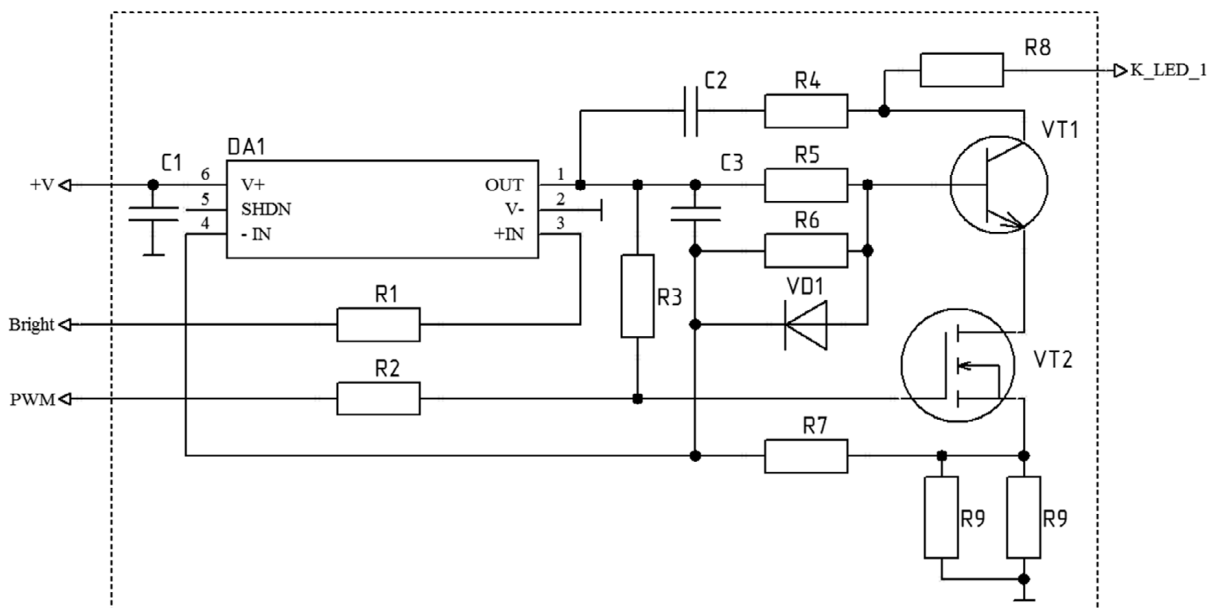 R8
K_LED_1
C2
R4
VT1
DA1
C1
C3
R5
+V
6
V+
OUT
1
5
SHDN
V-
2
4
- IN
+IN
3
R6
R3
VD1
R1
Bright
VT2
R2
PWM
R7
R9
R9